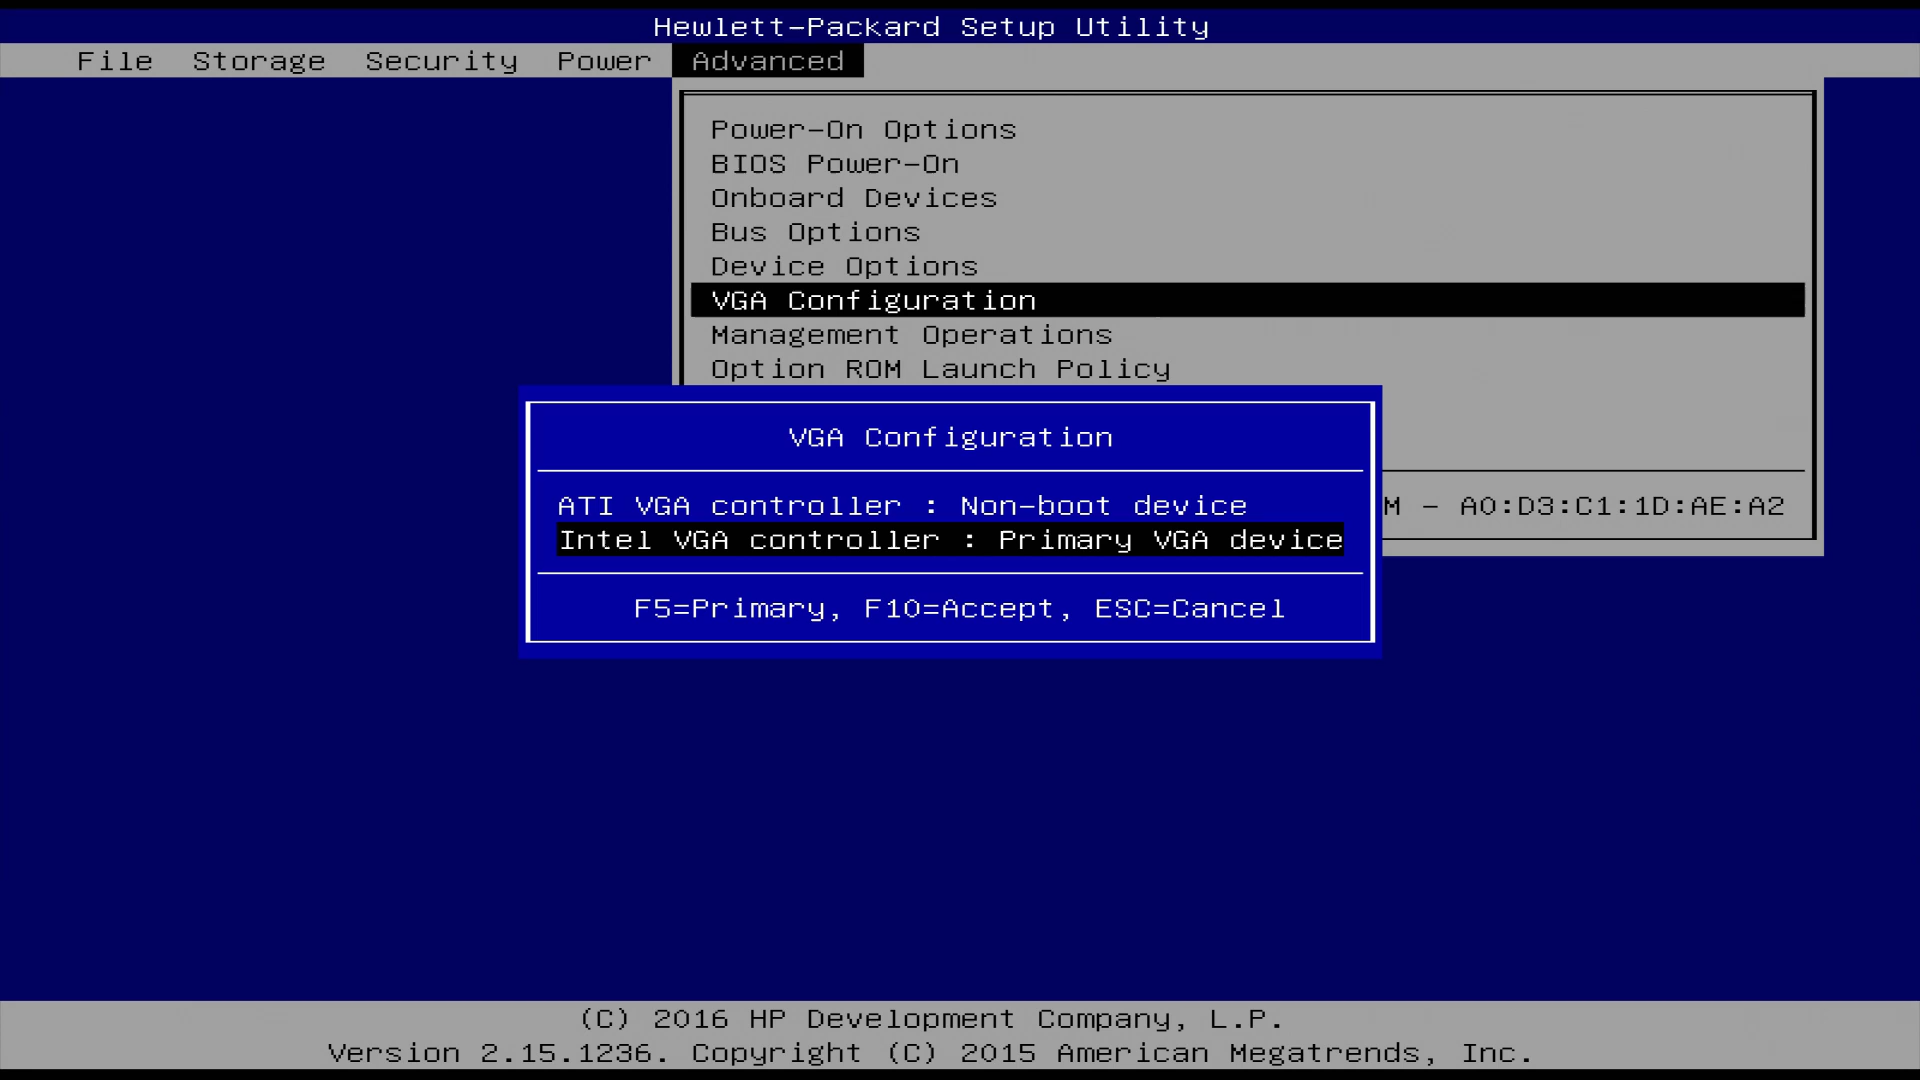 Hewlett-Packard Setup Utility
File Storage Security Power Advanced
Power-On Options
BIOS Power-On
Onboard Devices
Bus Options
Device Options
VGA Configuration
Management Operations
Option ROM Launch Policy
VGA Configuration
ATI VGA controller : Non-boot device
Intel VGA controller : Primary VGA device
F5=Primary, F10=Accept, ESC=Cancel
M - A0:D3:C1:1D:AE:A2
(C) 2016 HP Development Company, L.P.
Version 2.15.1236. Copyright (C) 2015 American Megatrends, Inc.